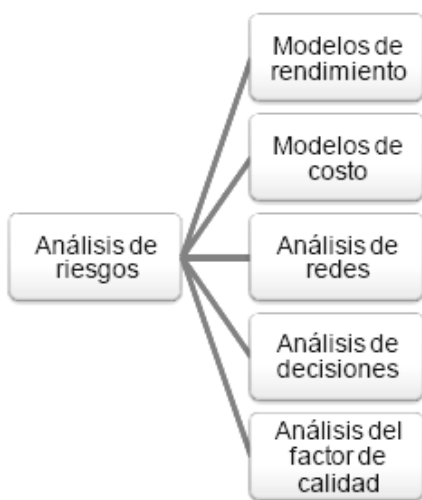 Modelos de
rendimiento
Modelos de
costo
Análisis de
riesgos
Análisis de
redes
Análisis de
decisiones
Análisis del
factor de
calidad